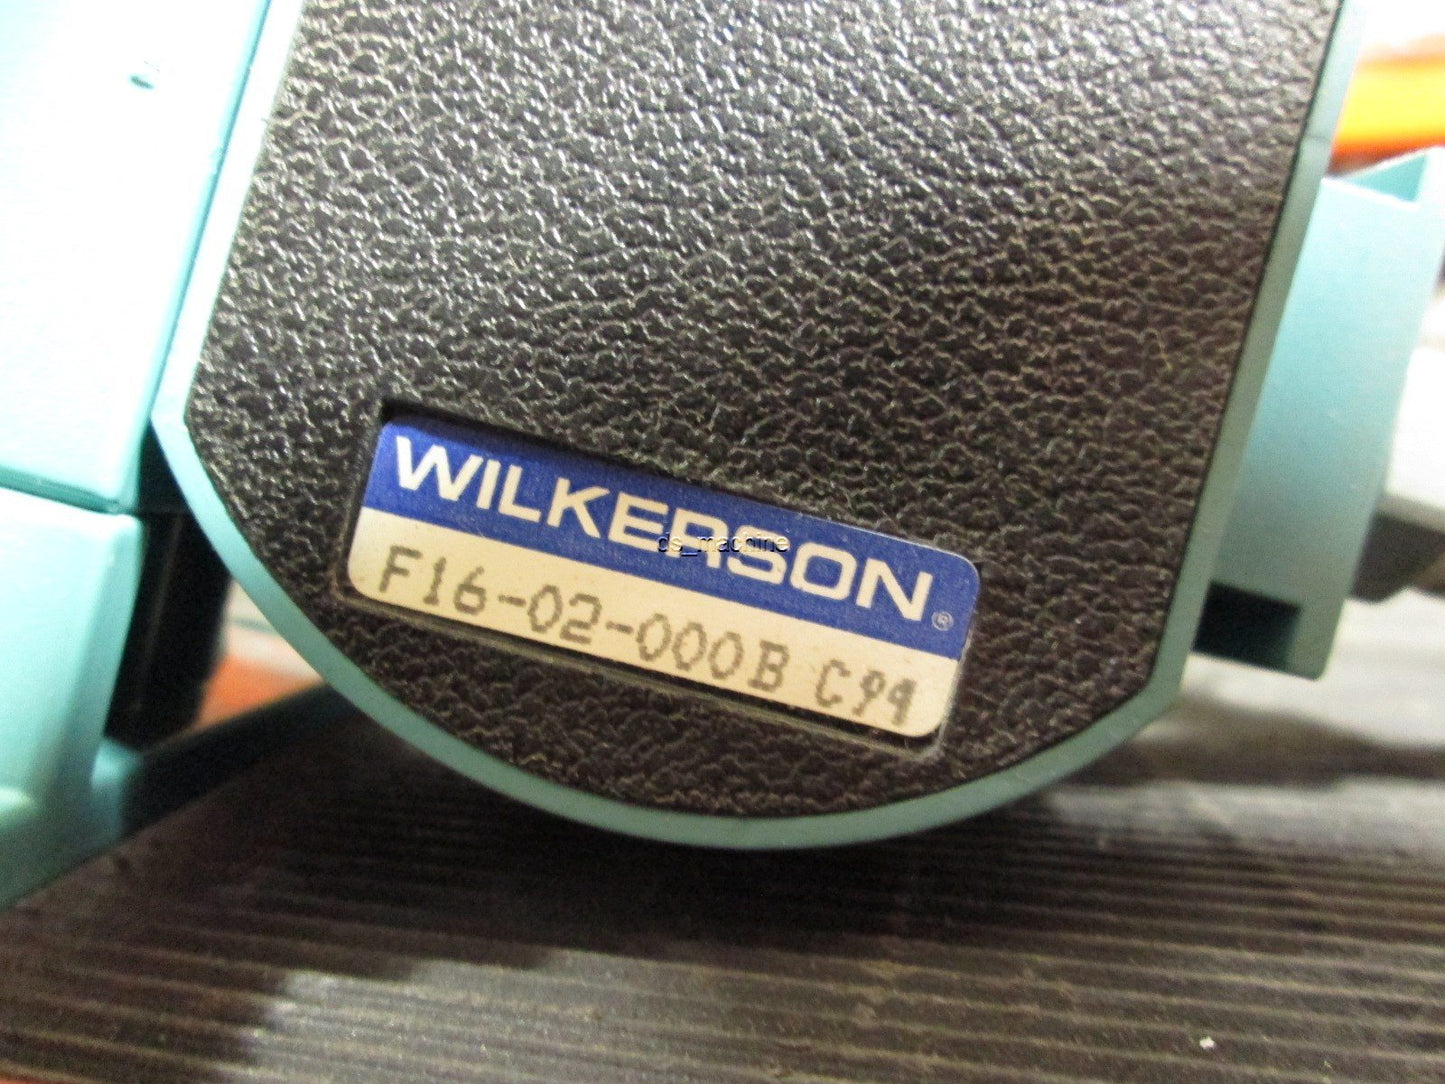 WILKERSON®
ds_machine
F16-02-000B C94